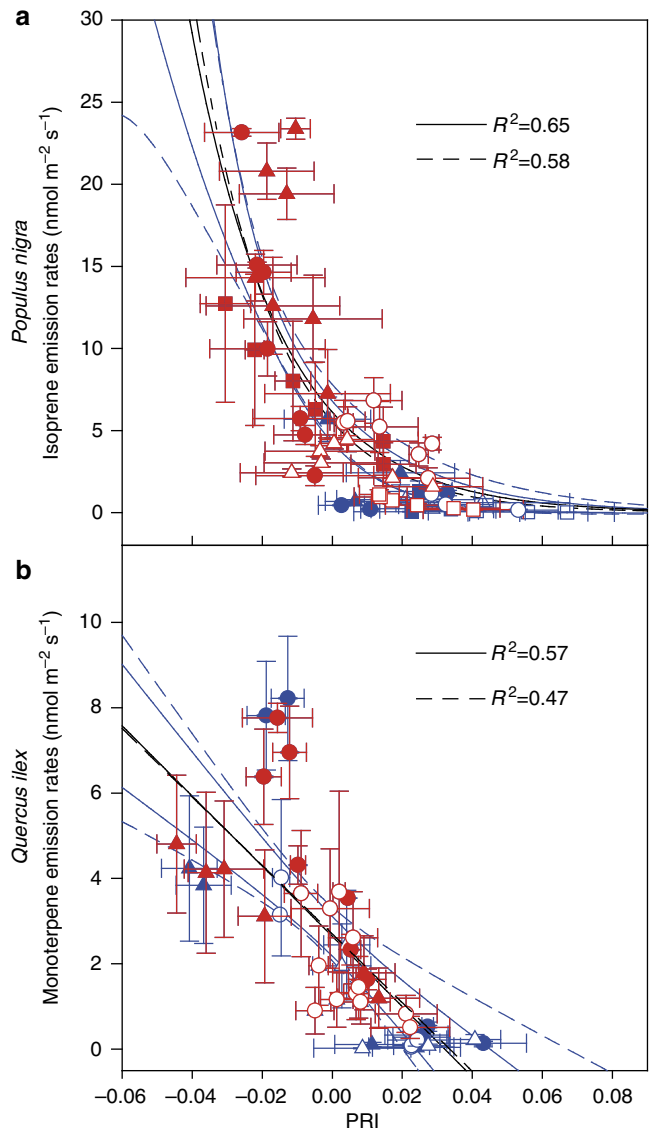 a
30
25
20
15
10
5
0
Populus nigra
Isoprene emission rates (nmol m⁻² s⁻¹)
R²=0.65
R²=0.58
b
10
8
6
4
2
0
Quercus ilex
Monoterpene emission rates (nmol m⁻² s⁻¹)
R²=0.57
R²=0.47
−0.06 −0.04 −0.02 0.00 0.02 0.04 0.06 0.08
PRI